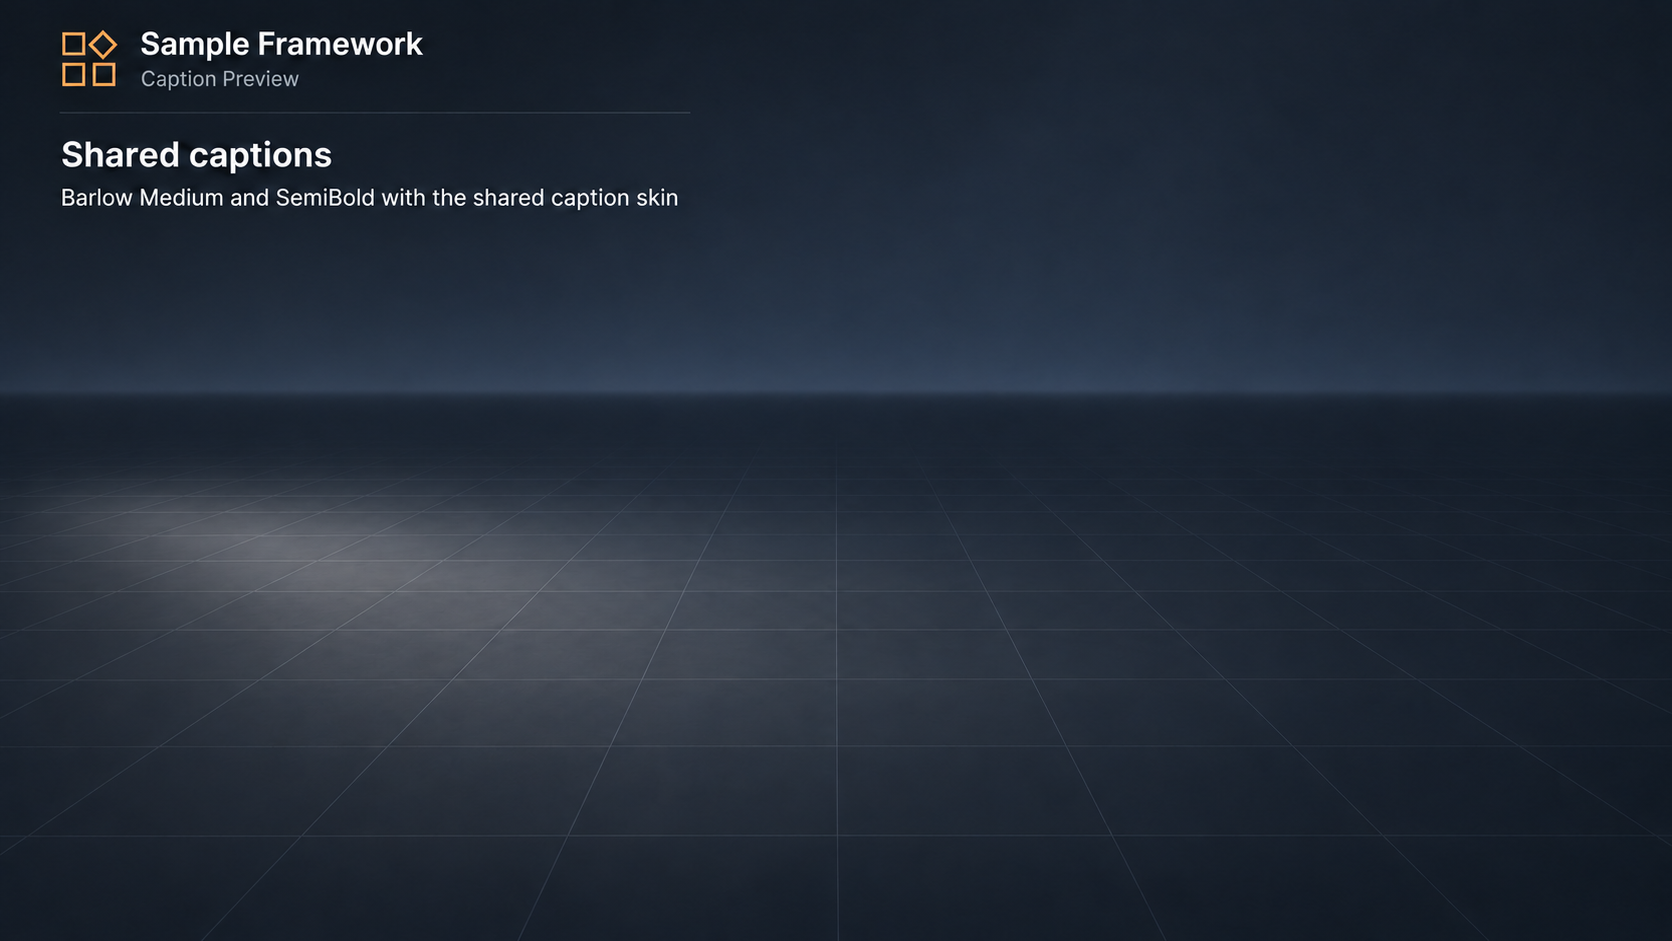 Sample Framework
Caption Preview
Shared captions
Barlow Medium and SemiBold with the shared caption skin